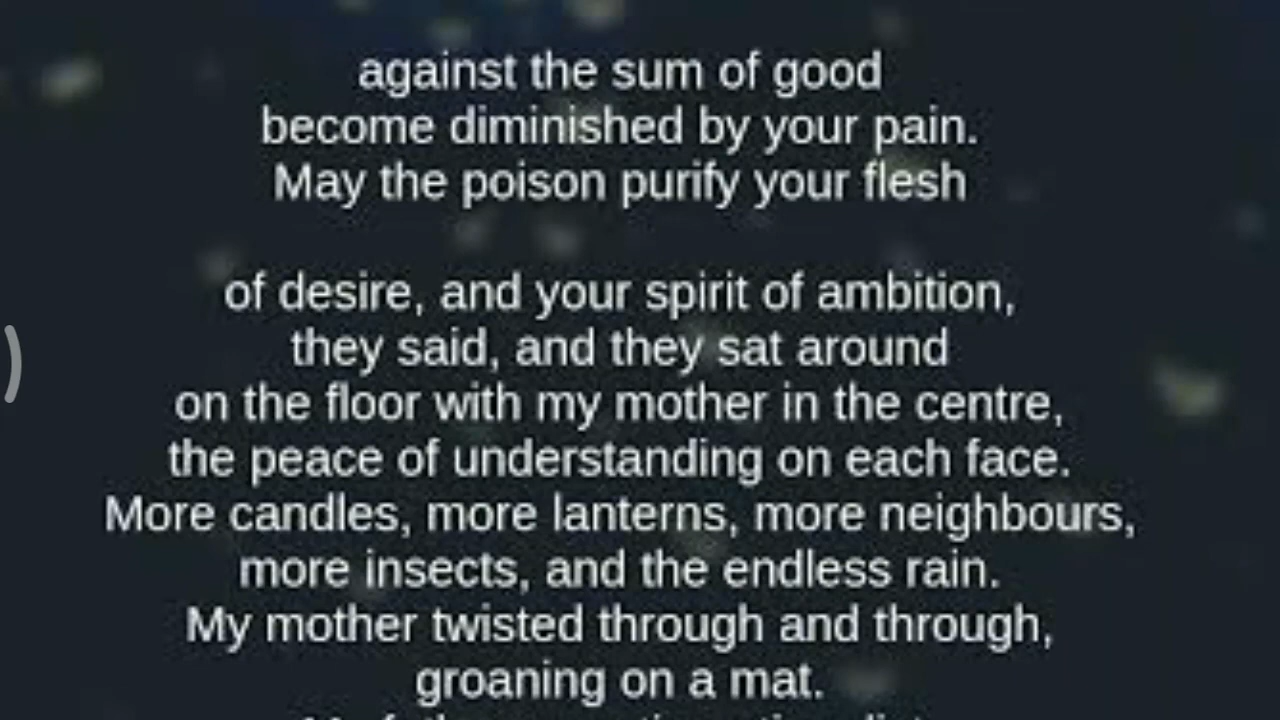 against the sum of good
become diminished by your pain.
May the poison purify your flesh
of desire, and your spirit of ambition,
they said, and they sat around
on the floor with my mother in the centre,
the peace of understanding on each face.
More candles, more lanterns, more neighbours,
more insects, and the endless rain.
My mother twisted through and through,
groaning on a mat.